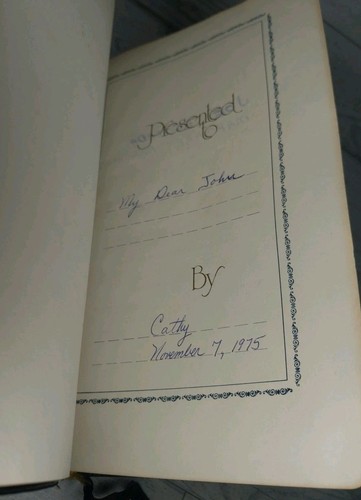 Presented
to
My Dear John
By
Cathy
November 7, 1975